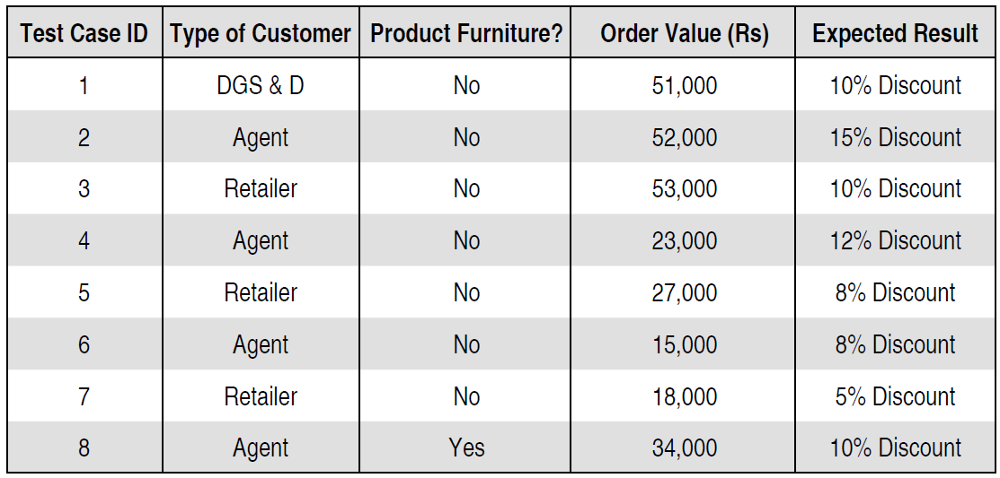 Test Case ID Type of Customer Product Furniture? Order Value (Rs) Expected Result
1 DGS & D No 51,000 10% Discount
2 Agent No 52,000 15% Discount
3 Retailer No 53,000 10% Discount
4 Agent No 23,000 12% Discount
5 Retailer No 27,000 8% Discount
6 Agent No 15,000 8% Discount
7 Retailer No 18,000 5% Discount
8 Agent Yes 34,000 10% Discount